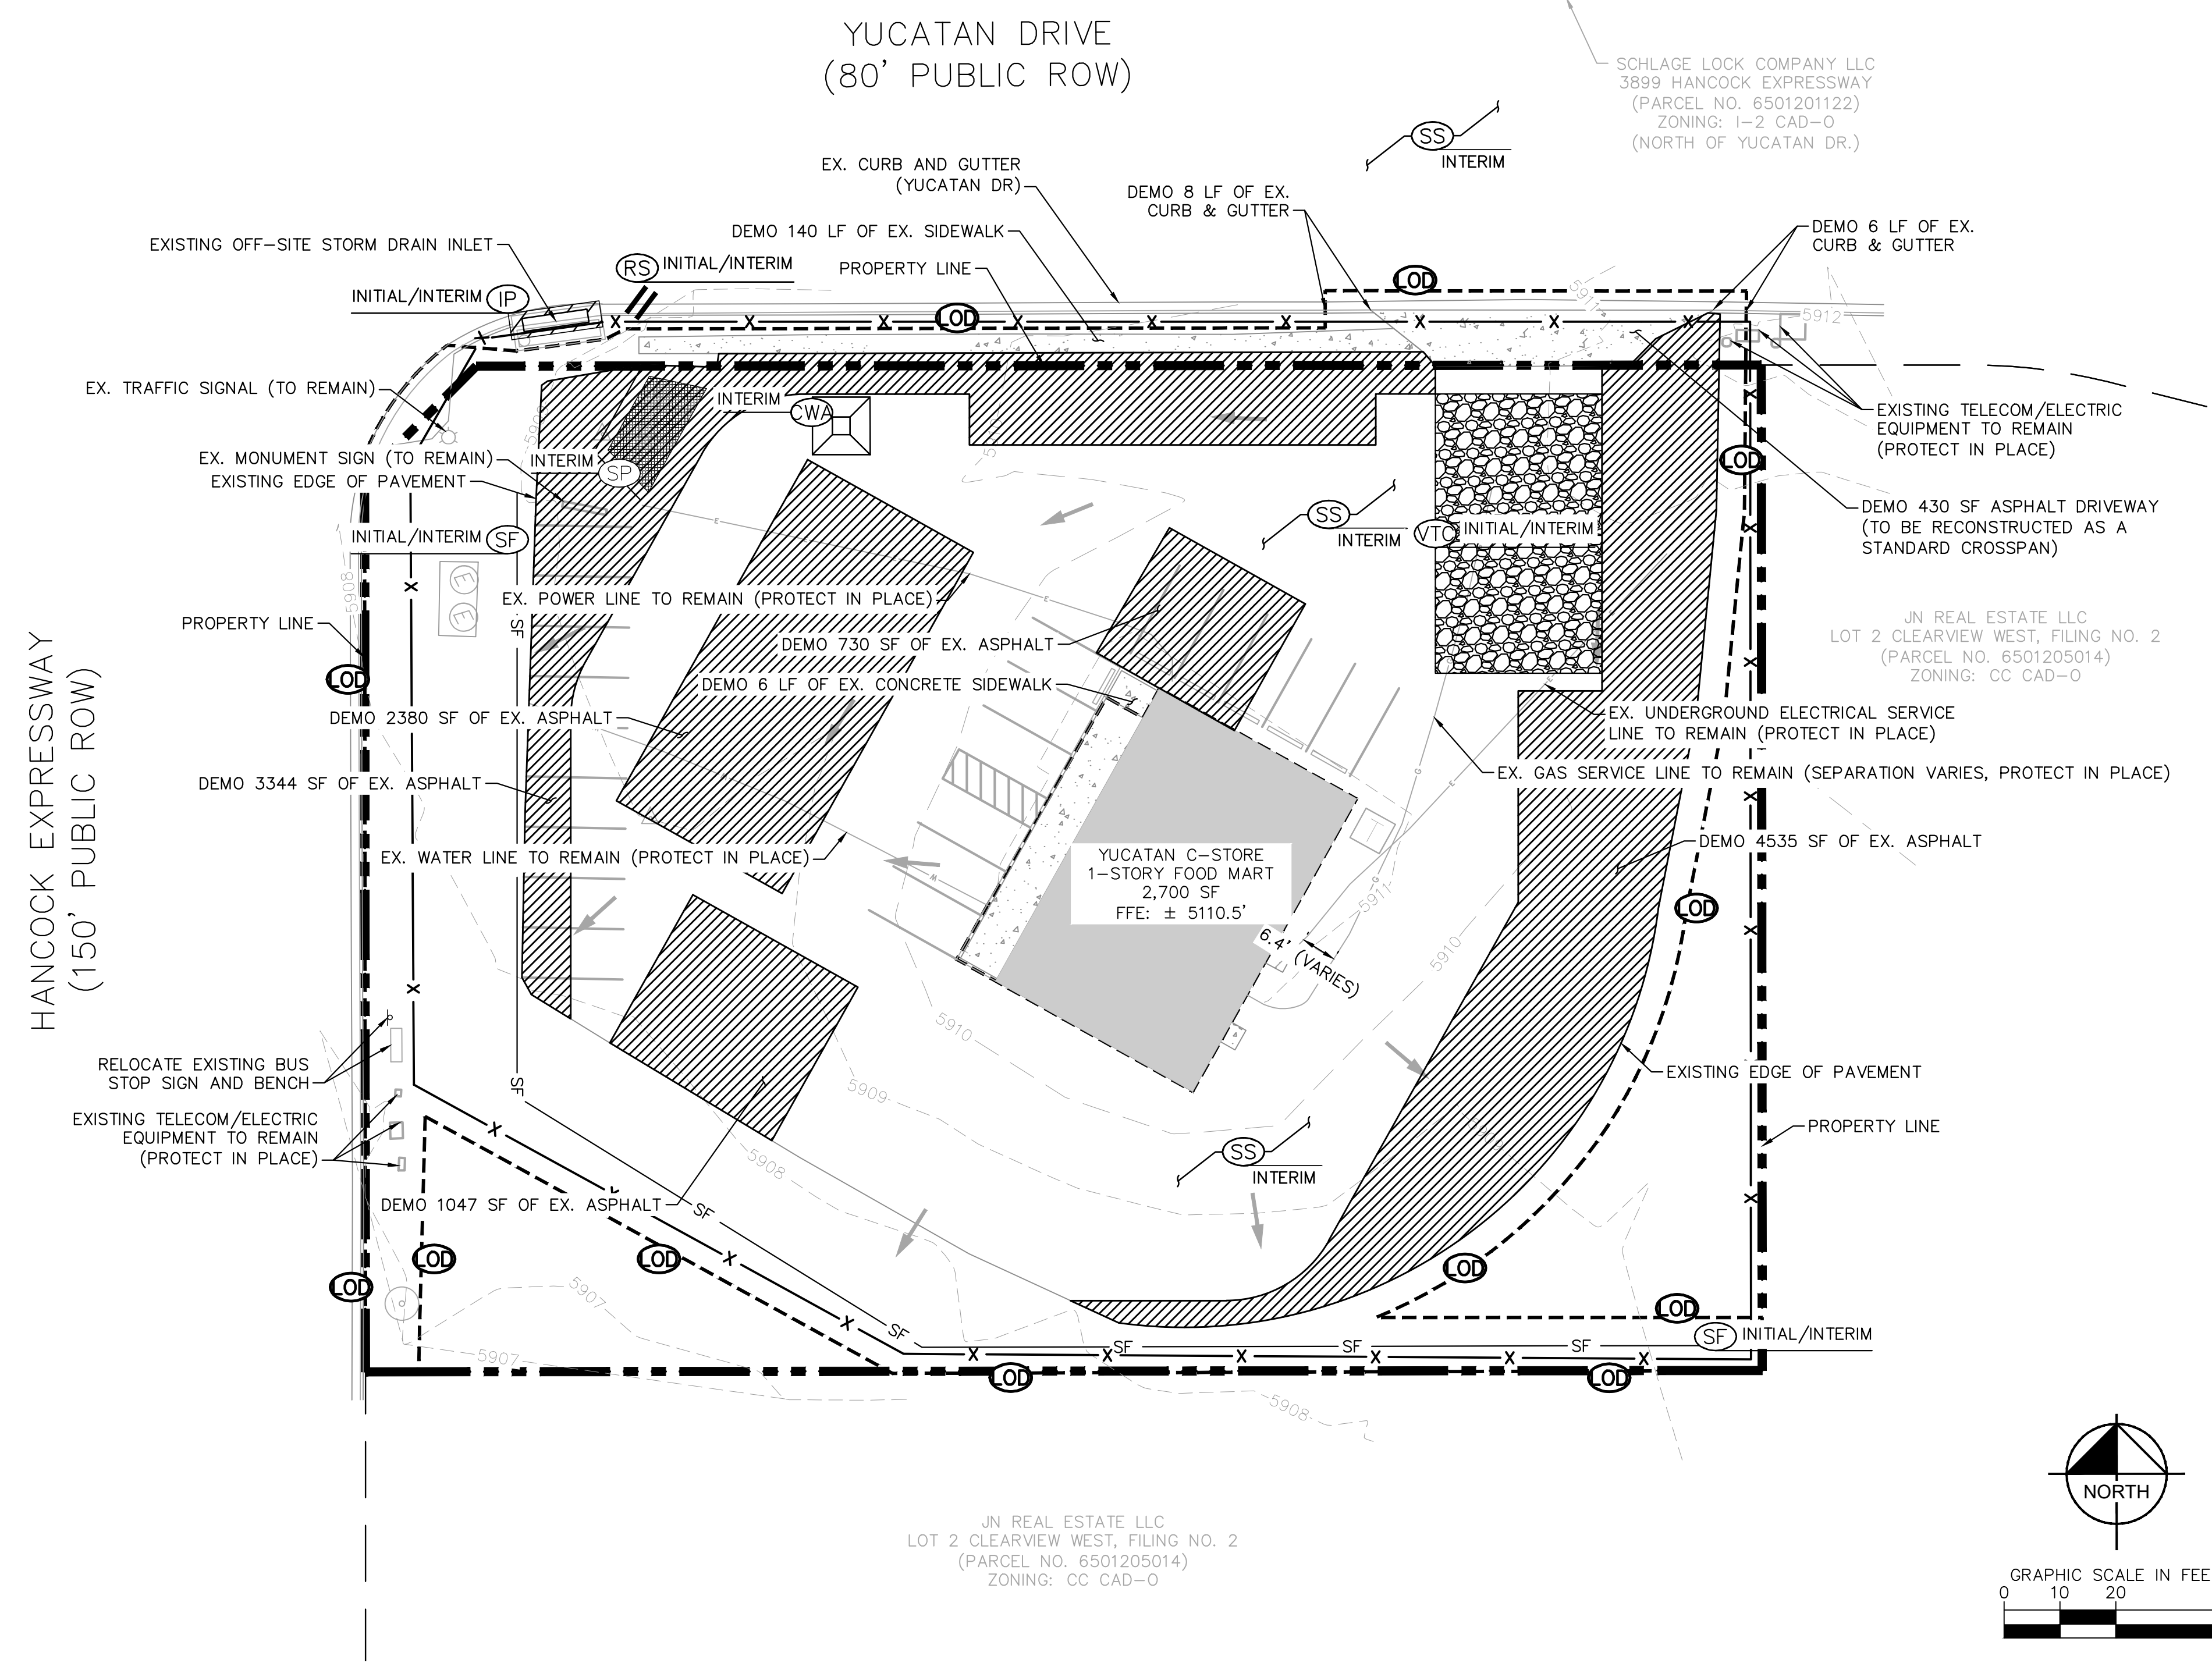 YUCATAN DRIVE
(80' PUBLIC ROW)
SCHLAGE LOCK COMPANY LLC
3899 HANCOCK EXPRESSWAY
(PARCEL NO. 6501201122)
ZONING: I-2 CAD-O
(NORTH OF YUCATAN DR.)
SS
INTERIM
EX. CURB AND GUTTER
(YUCATAN DR)
DEMO 8 LF OF EX.
CURB & GUTTER
DEMO 140 LF OF EX. SIDEWALK
DEMO 6 LF OF EX.
CURB & GUTTER
EXISTING OFF-SITE STORM DRAIN INLET
RS
INITIAL/INTERIM
PROPERTY LINE
INITIAL/INTERIM
IP
LOD
LOD
5911
5912
X X X X X X X X X X
EX. TRAFFIC SIGNAL (TO REMAIN)
INTERIM
CWA
EXISTING TELECOM/ELECTRIC
EQUIPMENT TO REMAIN
(PROTECT IN PLACE)
EX. MONUMENT SIGN (TO REMAIN)
INTERIM
SP
EXISTING EDGE OF PAVEMENT
LOD
DEMO 430 SF ASPHALT DRIVEWAY
(TO BE RECONSTRUCTED AS A
STANDARD CROSSPAN)
INITIAL/INTERIM
SF
SS
INTERIM
VTC
INITIAL/INTERIM
E
5908
E
E
EX. POWER LINE TO REMAIN (PROTECT IN PLACE)
E
JN REAL ESTATE LLC
LOT 2 CLEARVIEW WEST, FILING NO. 2
(PARCEL NO. 6501205014)
ZONING: CC CAD-O
PROPERTY LINE
SF
DEMO 730 SF OF EX. ASPHALT
LOD
DEMO 6 LF OF EX. CONCRETE SIDEWALK
HANCOCK EXPRESSWAY
(150' PUBLIC ROW)
DEMO 2380 SF OF EX. ASPHALT
E
EX. UNDERGROUND ELECTRICAL SERVICE
LINE TO REMAIN (PROTECT IN PLACE)
DEMO 3344 SF OF EX. ASPHALT
W
G
E
EX. GAS SERVICE LINE TO REMAIN (SEPARATION VARIES, PROTECT IN PLACE)
T
EX. WATER LINE TO REMAIN (PROTECT IN PLACE)
W
YUCATAN C-STORE
1-STORY FOOD MART
2,700 SF
FFE: ± 5110.5'
DEMO 4535 SF OF EX. ASPHALT
G
5911
LOD
6.4' (VARIES)
5910
5910
RELOCATE EXISTING BUS
STOP SIGN AND BENCH
SF
5909
EXISTING EDGE OF PAVEMENT
EXISTING TELECOM/ELECTRIC
EQUIPMENT TO REMAIN
(PROTECT IN PLACE)
PROPERTY LINE
5908
SS
INTERIM
DEMO 1047 SF OF EX. ASPHALT
SF
LOD
LOD
LOD
LOD
5907
LOD
SF
SF
SF
SF
SF
INITIAL/INTERIM
5907
LOD
LOD
5908
NORTH
JN REAL ESTATE LLC
LOT 2 CLEARVIEW WEST, FILING NO. 2
(PARCEL NO. 6501205014)
ZONING: CC CAD-O
GRAPHIC SCALE IN FEE
0 10 20